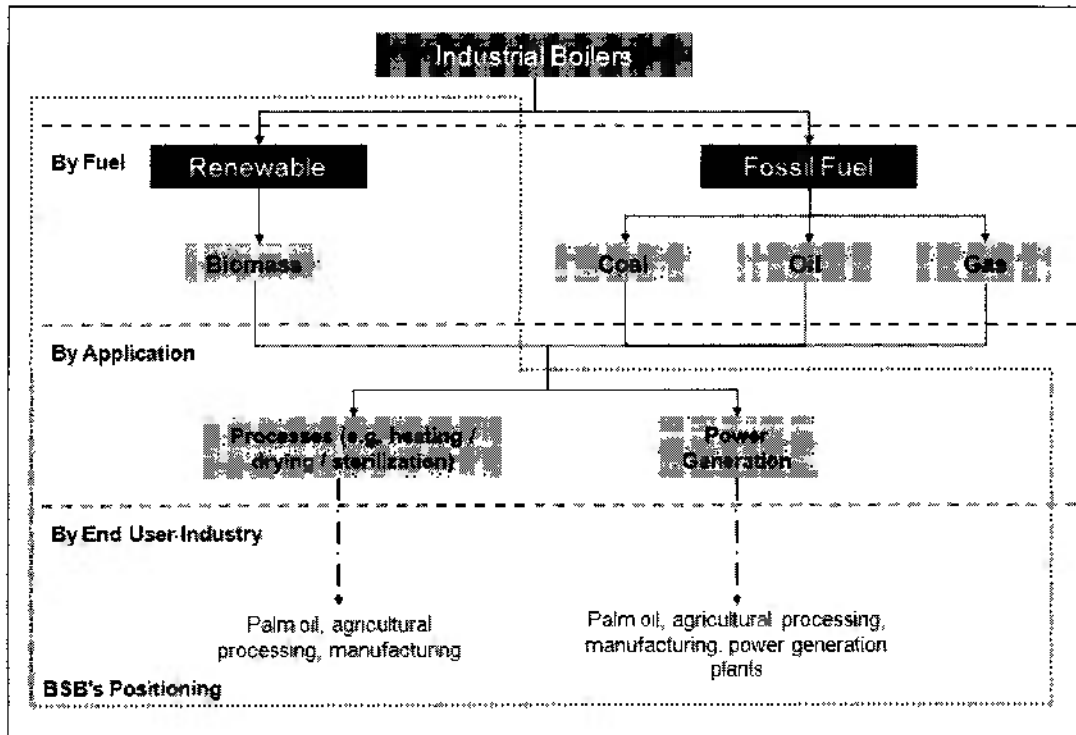 Industrial Boilers
By Fuel
Renewable
Fossil Fuel
Biomass
Coal
Oil
Gas
By Application
Processes (e.g. heating /
drying / sterilization)
Power
Generation
By End User Industry
Palm oil, agricultural
processing, manufacturing
Palm oil, agricultural processing,
manufacturing, power generation
plants
BSB's Positioning